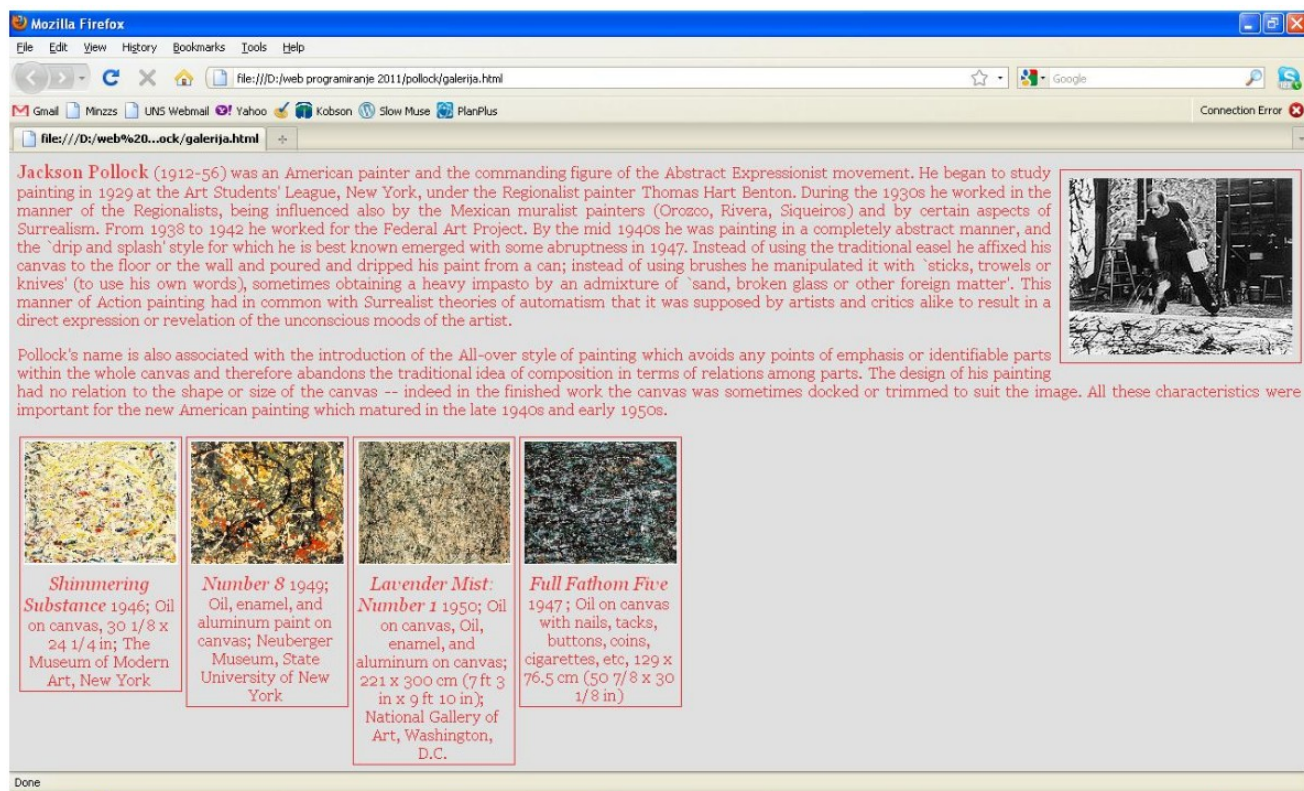 Mozilla Firefox
File Edit View History Bookmarks Tools Help
file:///D:/web programiranje 2011/pollock/galerija.html
Google
Gmail Minzzs UNS Webmail Yahoo Kobson Slow Muse PlanPlus
Connection Error
file:///D:/web%20...ock/galerija.html
Jackson Pollock (1912-56) was an American painter and the commanding figure of the Abstract Expressionist movement. He began to study
painting in 1929 at the Art Students' League, New York, under the Regionalist painter Thomas Hart Benton. During the 1930s he worked in the
manner of the Regionalists, being influenced also by the Mexican muralist painters (Orozco, Rivera, Siqueiros) and by certain aspects of
Surrealism. From 1938 to 1942 he worked for the Federal Art Project. By the mid 1940s he was painting in a completely abstract manner, and
the `drip and splash' style for which he is best known emerged with some abruptness in 1947. Instead of using the traditional easel he affixed his
canvas to the floor or the wall and poured and dripped his paint from a can; instead of using brushes he manipulated it with `sticks, trowels or
knives' (to use his own words), sometimes obtaining a heavy impasto by an admixture of `sand, broken glass or other foreign matter'. This
manner of Action painting had in common with Surrealist theories of automatism that it was supposed by artists and critics alike to result in a
direct expression or revelation of the unconscious moods of the artist.
Pollock's name is also associated with the introduction of the All-over style of painting which avoids any points of emphasis or identifiable parts
within the whole canvas and therefore abandons the traditional idea of composition in terms of relations among parts. The design of his painting
had no relation to the shape or size of the canvas -- indeed in the finished work the canvas was sometimes docked or trimmed to suit the image. All these characteristics were
important for the new American painting which matured in the late 1940s and early 1950s.
Shimmering
Substance 1946; Oil
on canvas, 30 1/8 x
24 1/4 in; The
Museum of Modern
Art, New York
Number 8 1949;
Oil, enamel, and
aluminum paint on
canvas; Neuberger
Museum, State
University of New
York
Lavender Mist:
Number 1 1950; Oil
on canvas, Oil,
enamel, and
aluminum on canvas;
221 x 300 cm (7 ft 3
in x 9 ft 10 in);
National Gallery of
Art, Washington,
D.C.
Full Fathom Five
1947 ; Oil on canvas
with nails, tacks,
buttons, coins,
cigarettes, etc, 129 x
76.5 cm (50 7/8 x 30
1/8 in)
Done